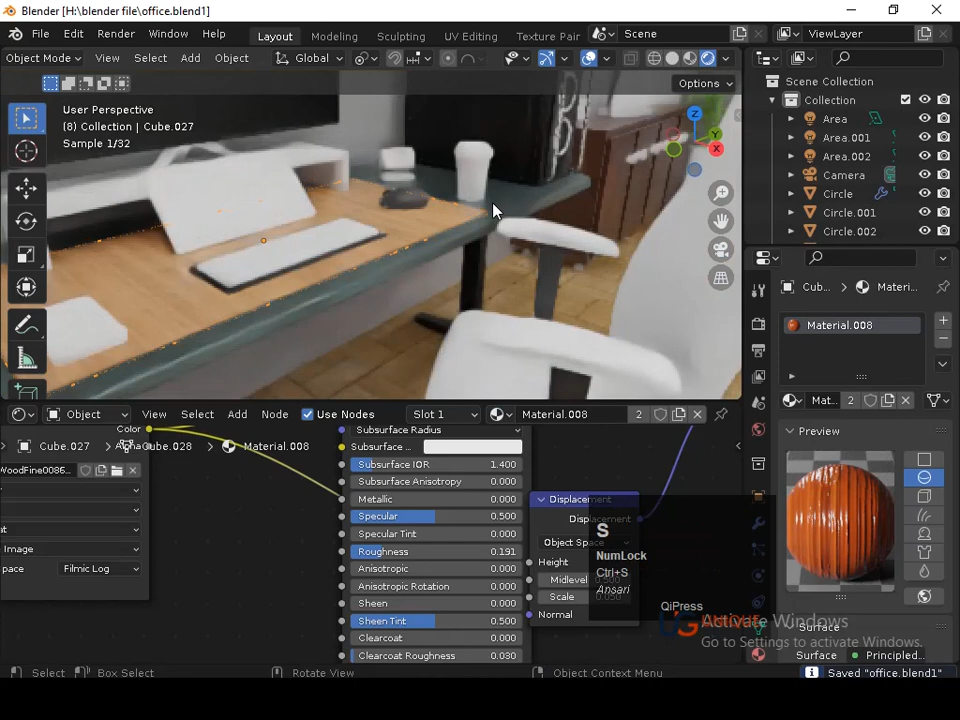 Blender [H:\blender file\office.blend1]
File Edit Render Window Help Layout Modeling Sculpting UV Editing Texture Pair Scene ViewLayer
Object Mode View Select Add Object Global
Options
User Perspective
(8) Collection | Cube.027
Sample 1/32
Z
Y
X
Scene Collection
Collection
Area
Area.001
Area.002
Camera
Circle
Circle.001
Circle.002
Cub... Materi...
Material.008
Mat... 2
Preview
Surface
Surface Principled...
Object View Select Add Node Use Nodes Slot 1 Material.008 2
Cube.027 Cube.028 Material.008
Color
Alpha
WoodFine0086...
Image
Filmic Log
Subsurface Radius
Subsurface ...
Subsurface IOR 1.400
Subsurface Anisotropy 0.000
Metallic 0.000
Specular 0.500
Specular Tint 0.000
Roughness 0.191
Anisotropic 0.000
Anisotropic Rotation 0.000
Sheen 0.000
Sheen Tint 0.500
Clearcoat 0.000
Clearcoat Roughness 0.030
Displacement
Displacement
Object Space
Height
Midlevel
Scale
Normal
S
NumLock
Ctrl+S
Ansari
QiPress
Activate Windows
Go to Settings to activate Windows.
Select Box Select Rotate View Object Context Menu Saved "office.blend1"